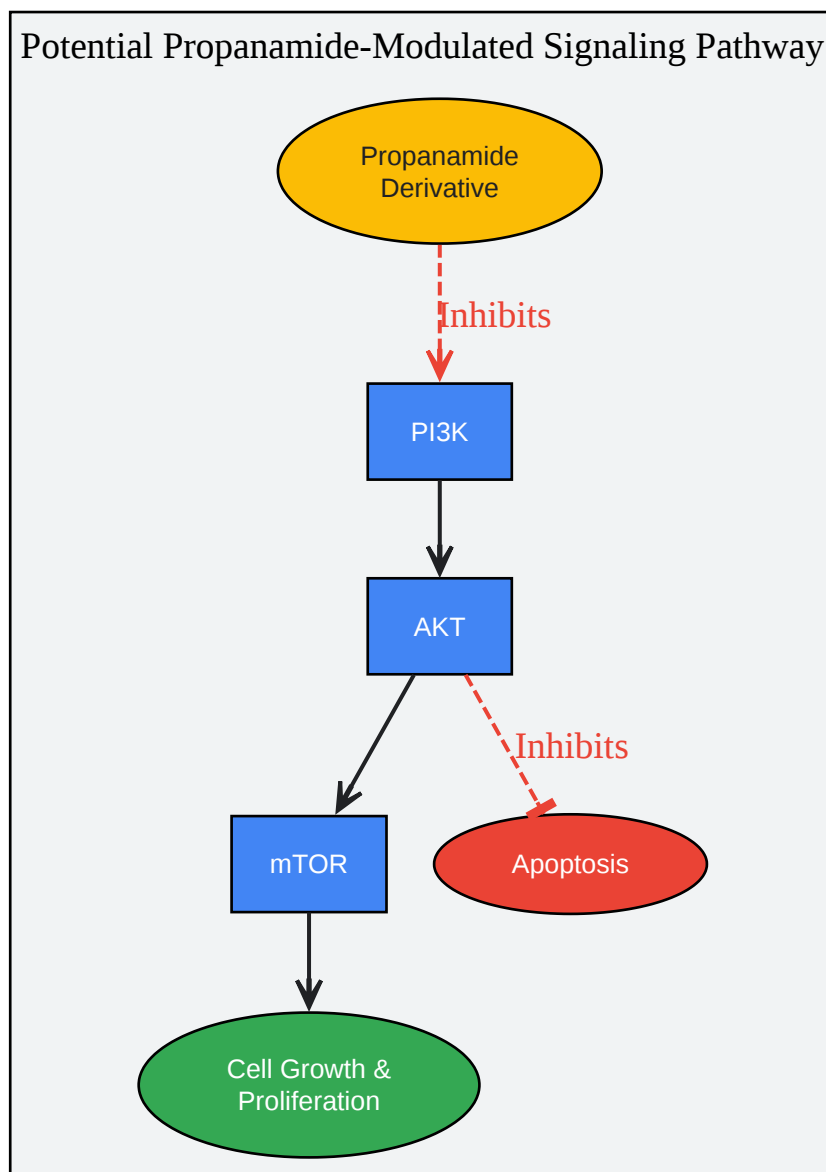 Potential Propanamide-Modulated Signaling Pathway
Propanamide
Derivative
Inhibits
PI3K
AKT
Inhibits
mTOR
Apoptosis
Cell Growth &
Proliferation